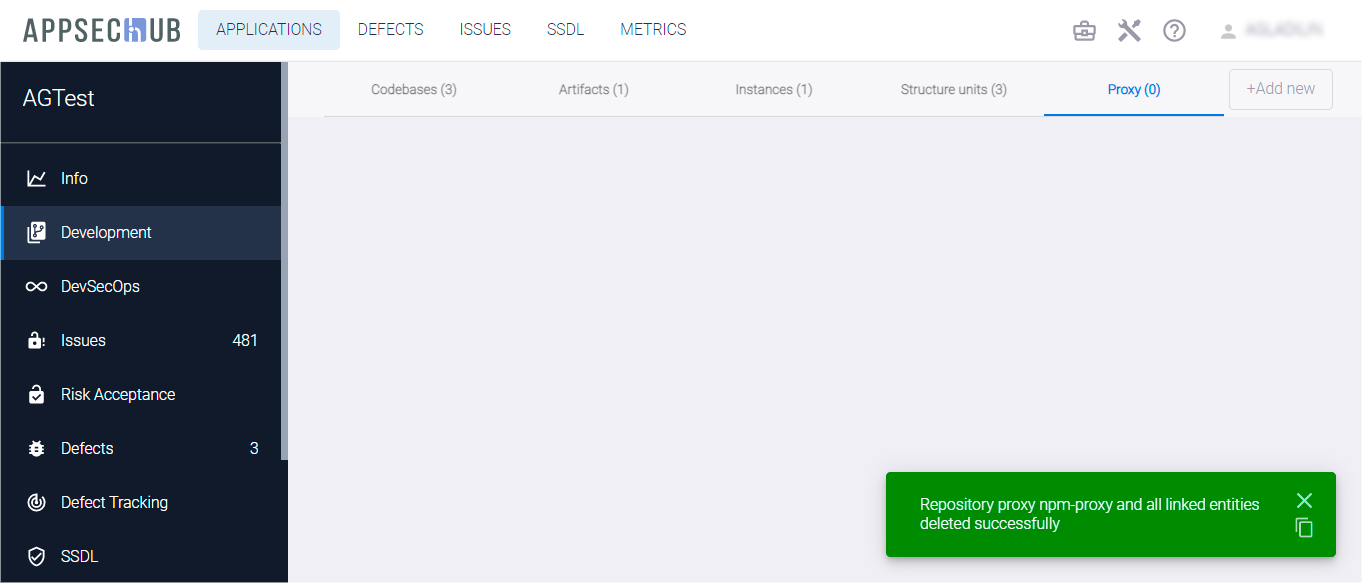 APPSECHUB APPLICATIONS DEFECTS ISSUES SSDL METRICS
AGTest
Codebases (3) Artifacts (1) Instances (1) Structure units (3) Proxy (0) +Add new
Info
Development
DevSecOps
Issues 481
Risk Acceptance
Defects 3
Defect Tracking
SSDL
Repository proxy npm-proxy and all linked entities
deleted successfully